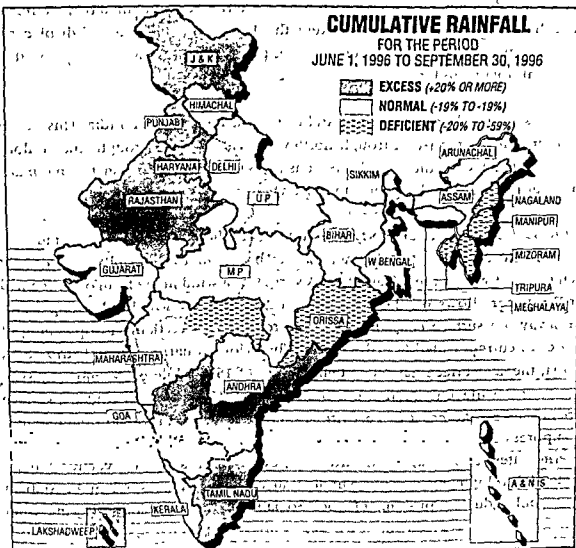 CUMULATIVE RAINFALL
FOR THE PERIOD
JUNE 1, 1996 TO SEPTEMBER 30, 1996
EXCESS (+20% OR MORE)
NORMAL (-19% TO -19%)
DEFICIENT (-20% TO -59%)
J & K
HIMACHAL
PUNJAB
HARYANA
DELHI
RAJASTHAN
U P
SIKKIM
ARUNACHAL
ASSAM
NAGALAND
MANIPUR
MIZORAM
TRIPURA
MEGHALAYA
BIHAR
W BENGAL
GUJARAT
M P
ORISSA
MAHARASHTRA
ANDHRA
GOA
A & N IS
TAMIL NADU
KERALA
LAKSHADWEEP